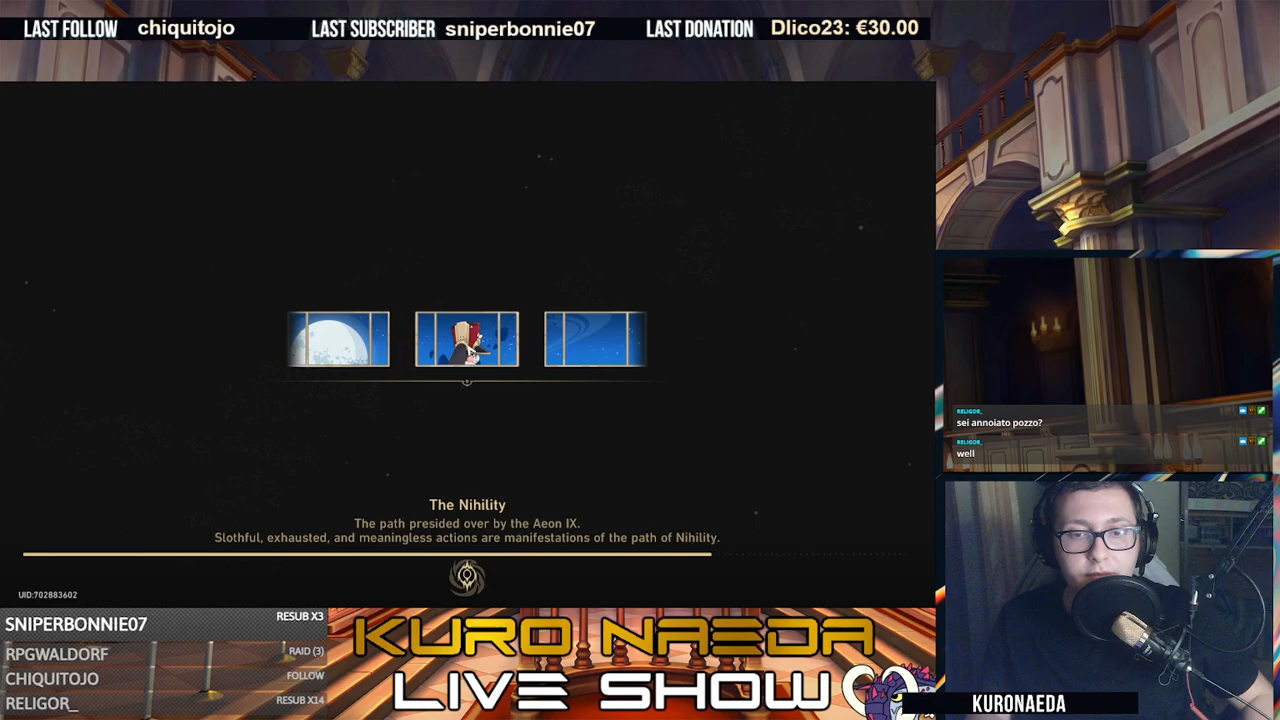 LAST FOLLOW chiquitojo LAST SUBSCRIBER sniperbonnie07 LAST DONATION Dlico23: €30.00
RELIGOR_
sei annoiato pozzo?
RELIGOR_
well
The Nihility
The path presided over by the Aeon IX.
Slothful, exhausted, and meaningless actions are manifestations of the path of Nihility.
UID:702883602
SNIPERBONNIE07 RESUB X3
RPGWALDORF RAID (3)
CHIQUITOJO FOLLOW
RELIGOR_ RESUB X14
KURO NAEDA
LIVE SHOW
KURONAEDA